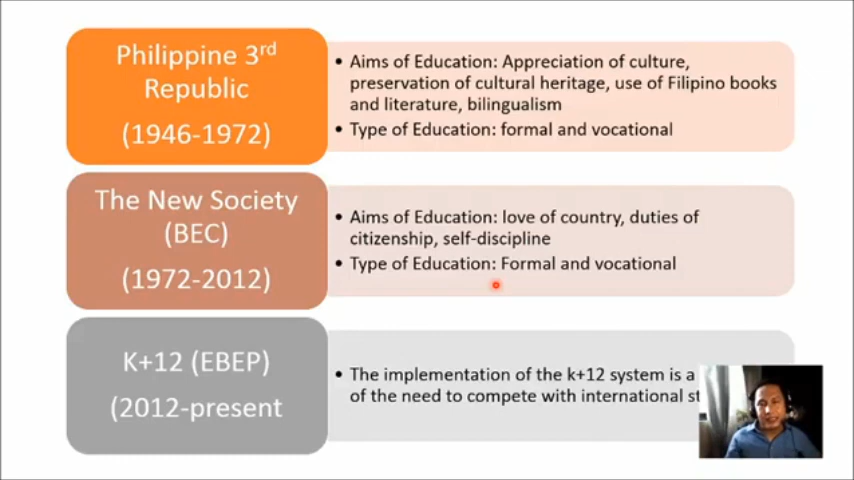 Philippine 3rd
Republic
(1946-1972)
• Aims of Education: Appreciation of culture,
preservation of cultural heritage, use of Filipino books
and literature, bilingualism
• Type of Education: formal and vocational
The New Society
(BEC)
(1972-2012)
• Aims of Education: love of country, duties of
citizenship, self-discipline
• Type of Education: Formal and vocational
K+12 (EBEP)
(2012-present
• The implementation of the k+12 system is a
of the need to compete with international